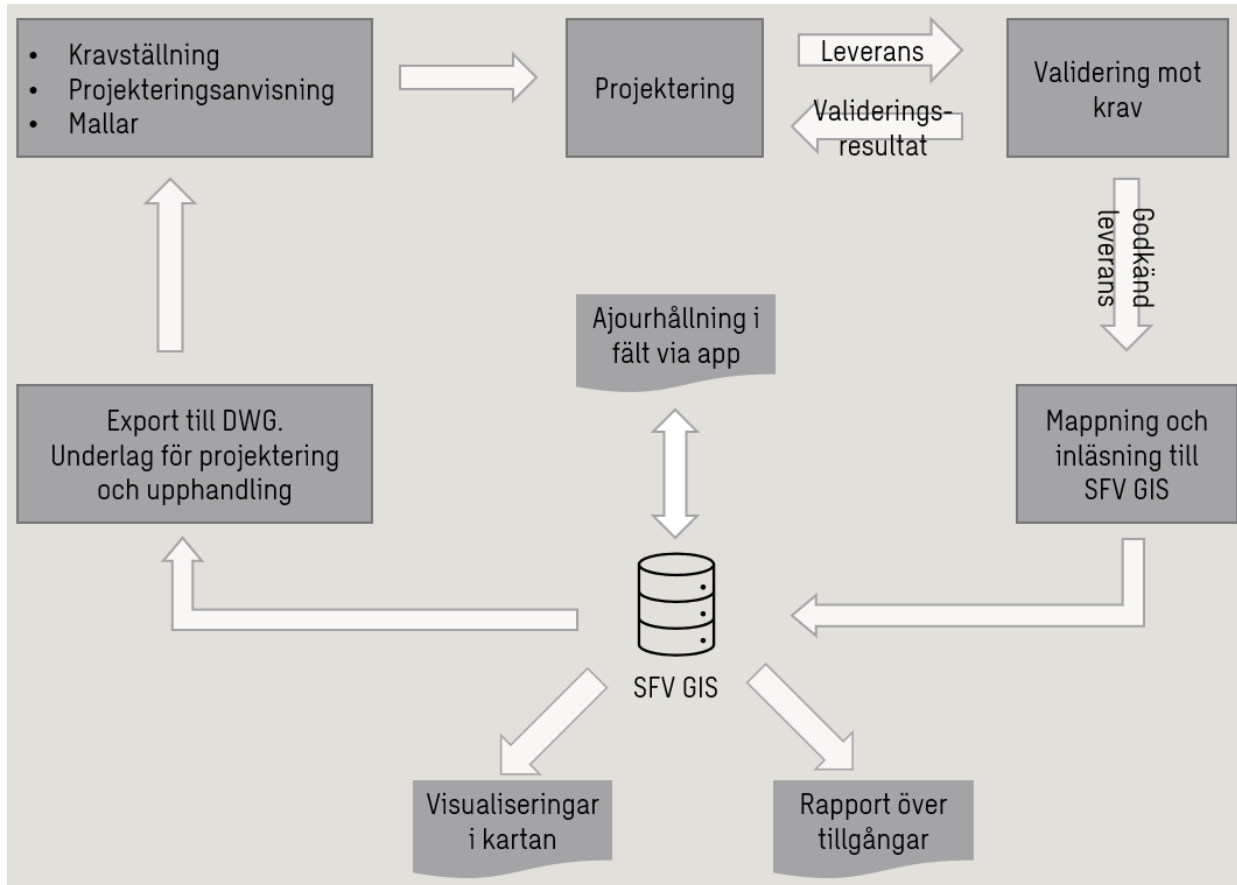 • Kravställning
• Projekteringsanvisning
• Mallar
Projektering
Leverans
Validerings-
resultat
Validering mot
krav
Godkänd
leverans
Ajourhållning i
fält via app
Export till DWG.
Underlag för projektering
och upphandling
Mappning och
inläsning till
SFV GIS
SFV GIS
Visualiseringar
i kartan
Rapport över
tillgångar